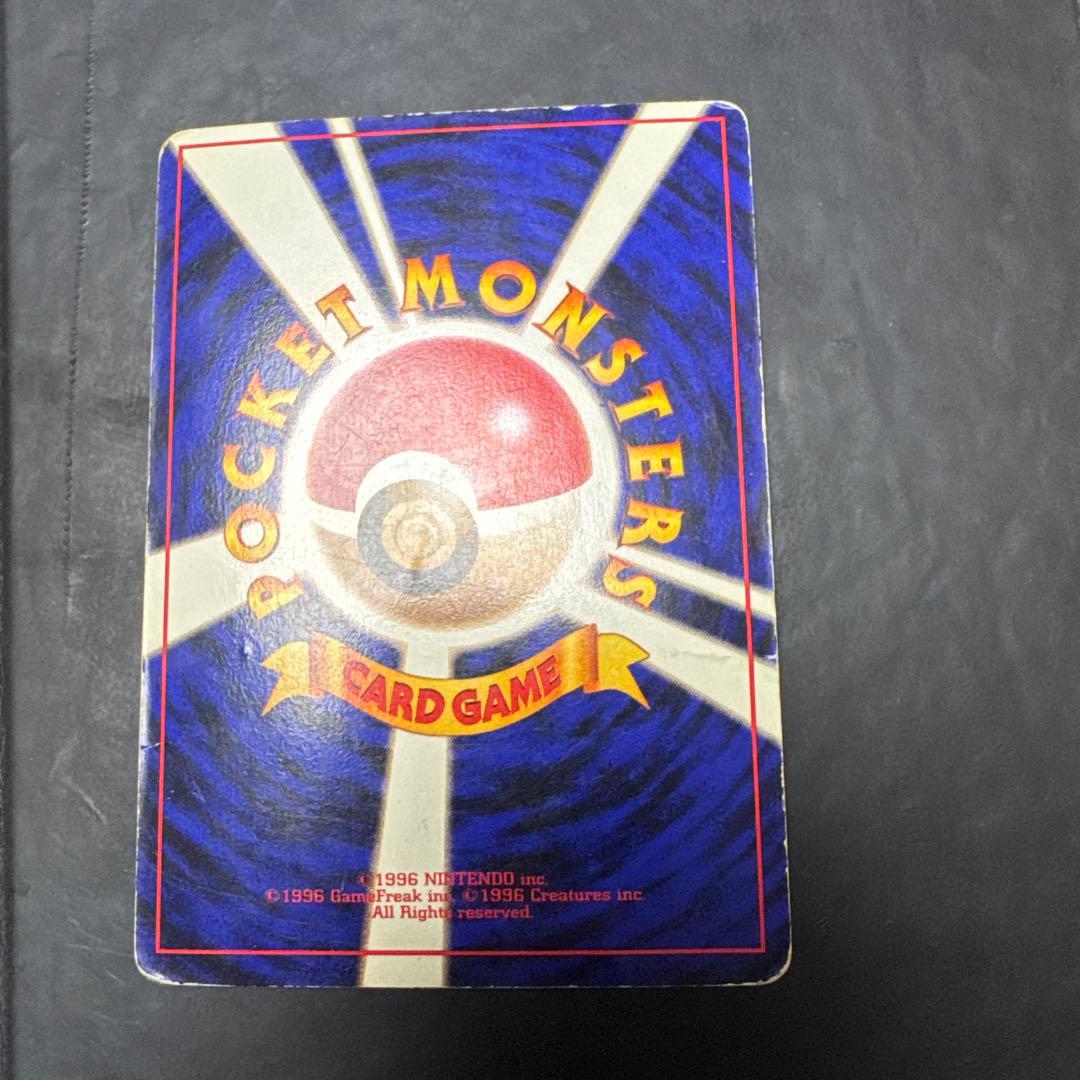 POCKET MONSTERS
CARD GAME
©1996 NINTENDO inc.
©1996 GameFreak inc. ©1996 Creatures inc.
All Rights reserved.